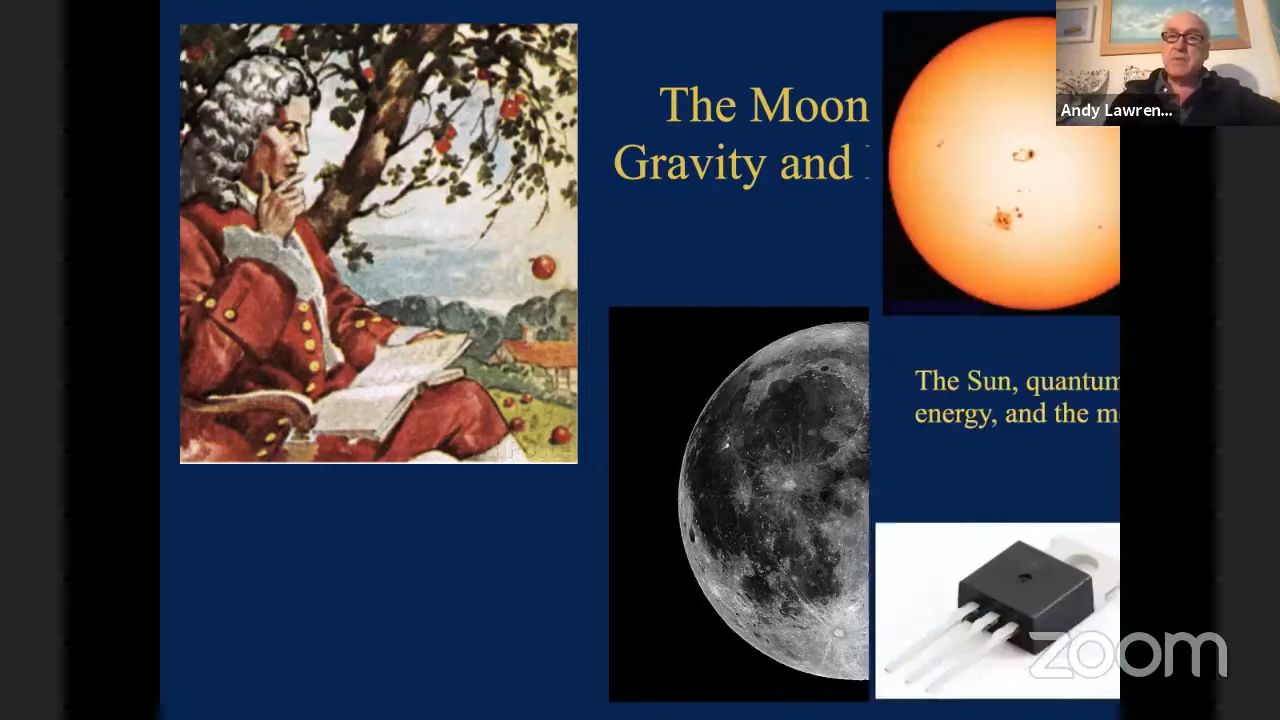 The Moon
Gravity and
Andy Lawren...
The Sun, quantum
energy, and the m
zoom